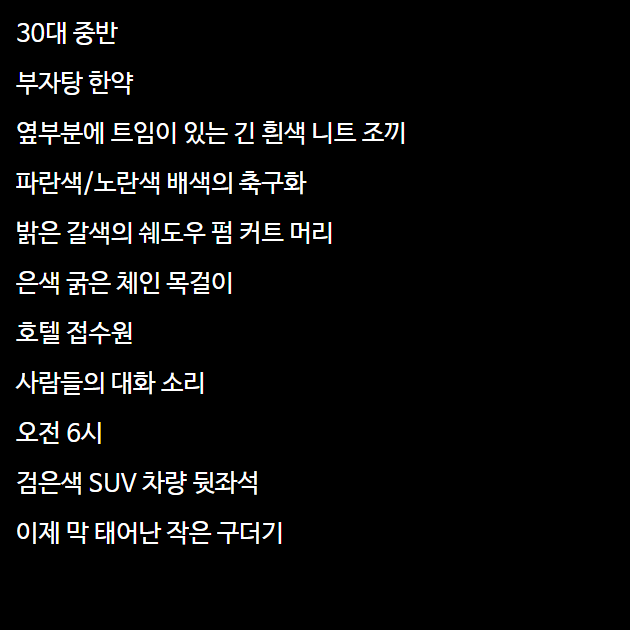 30대 중반
부자탕 한약
옆부분에 트임이 있는 긴 흰색 니트 조끼
파란색/노란색 배색의 축구화
밝은 갈색의 쉐도우 펌 커트 머리
은색 굵은 체인 목걸이
호텔 접수원
사람들의 대화 소리
오전 6시
검은색 SUV 차량 뒷좌석
이제 막 태어난 작은 구더기